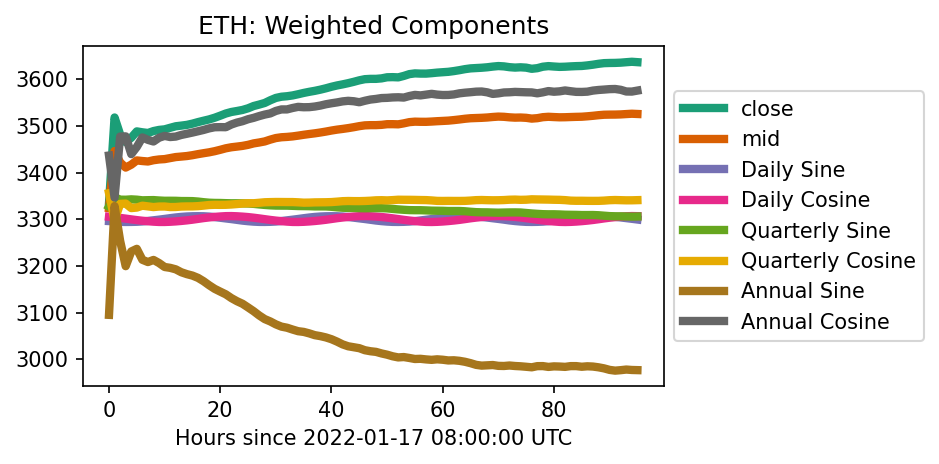 ETH: Weighted Components
3600
3500
3400
3300
3200
3100
3000
0 20 40 60 80
Hours since 2022-01-17 08:00:00 UTC
close
mid
Daily Sine
Daily Cosine
Quarterly Sine
Quarterly Cosine
Annual Sine
Annual Cosine